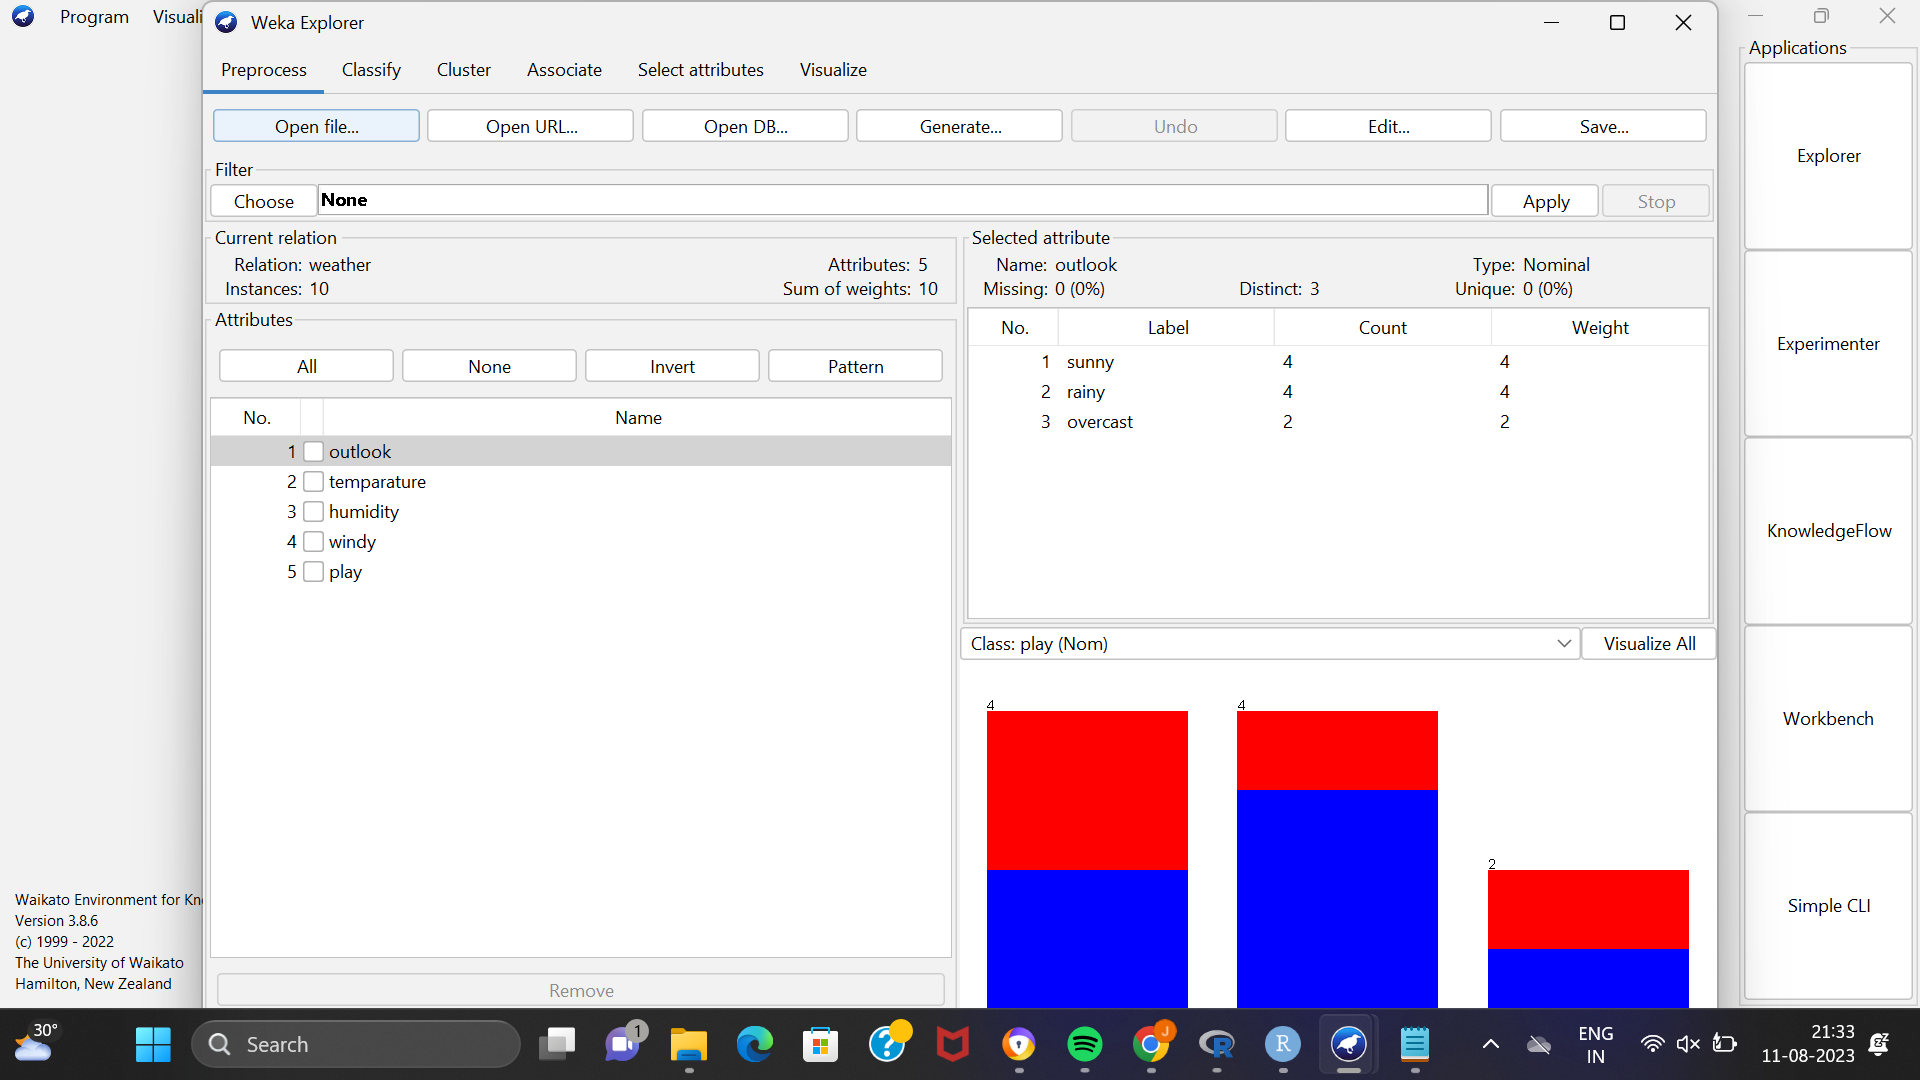 Program Visuali
Weka Explorer
Applications
Preprocess Classify Cluster Associate Select attributes Visualize
Open file... Open URL... Open DB... Generate... Undo Edit... Save...
Filter
Choose None Apply Stop
Current relation
Relation: weather Attributes: 5
Instances: 10 Sum of weights: 10
Selected attribute
Name: outlook Type: Nominal
Missing: 0 (0%) Distinct: 3 Unique: 0 (0%)
Attributes
All None Invert Pattern
No. Name
1 outlook
2 temparature
3 humidity
4 windy
5 play
Remove
No. Label Count Weight
1 sunny 4 4
2 rainy 4 4
3 overcast 2 2
Class: play (Nom) Visualize All
4 4 2
Explorer
Experimenter
KnowledgeFlow
Workbench
Simple CLI
Waikato Environment for Kn
Version 3.8.6
(c) 1999 - 2022
The University of Waikato
Hamilton, New Zealand
30°
Search
1
J
R
R
ENG
IN
21:33
11-08-2023